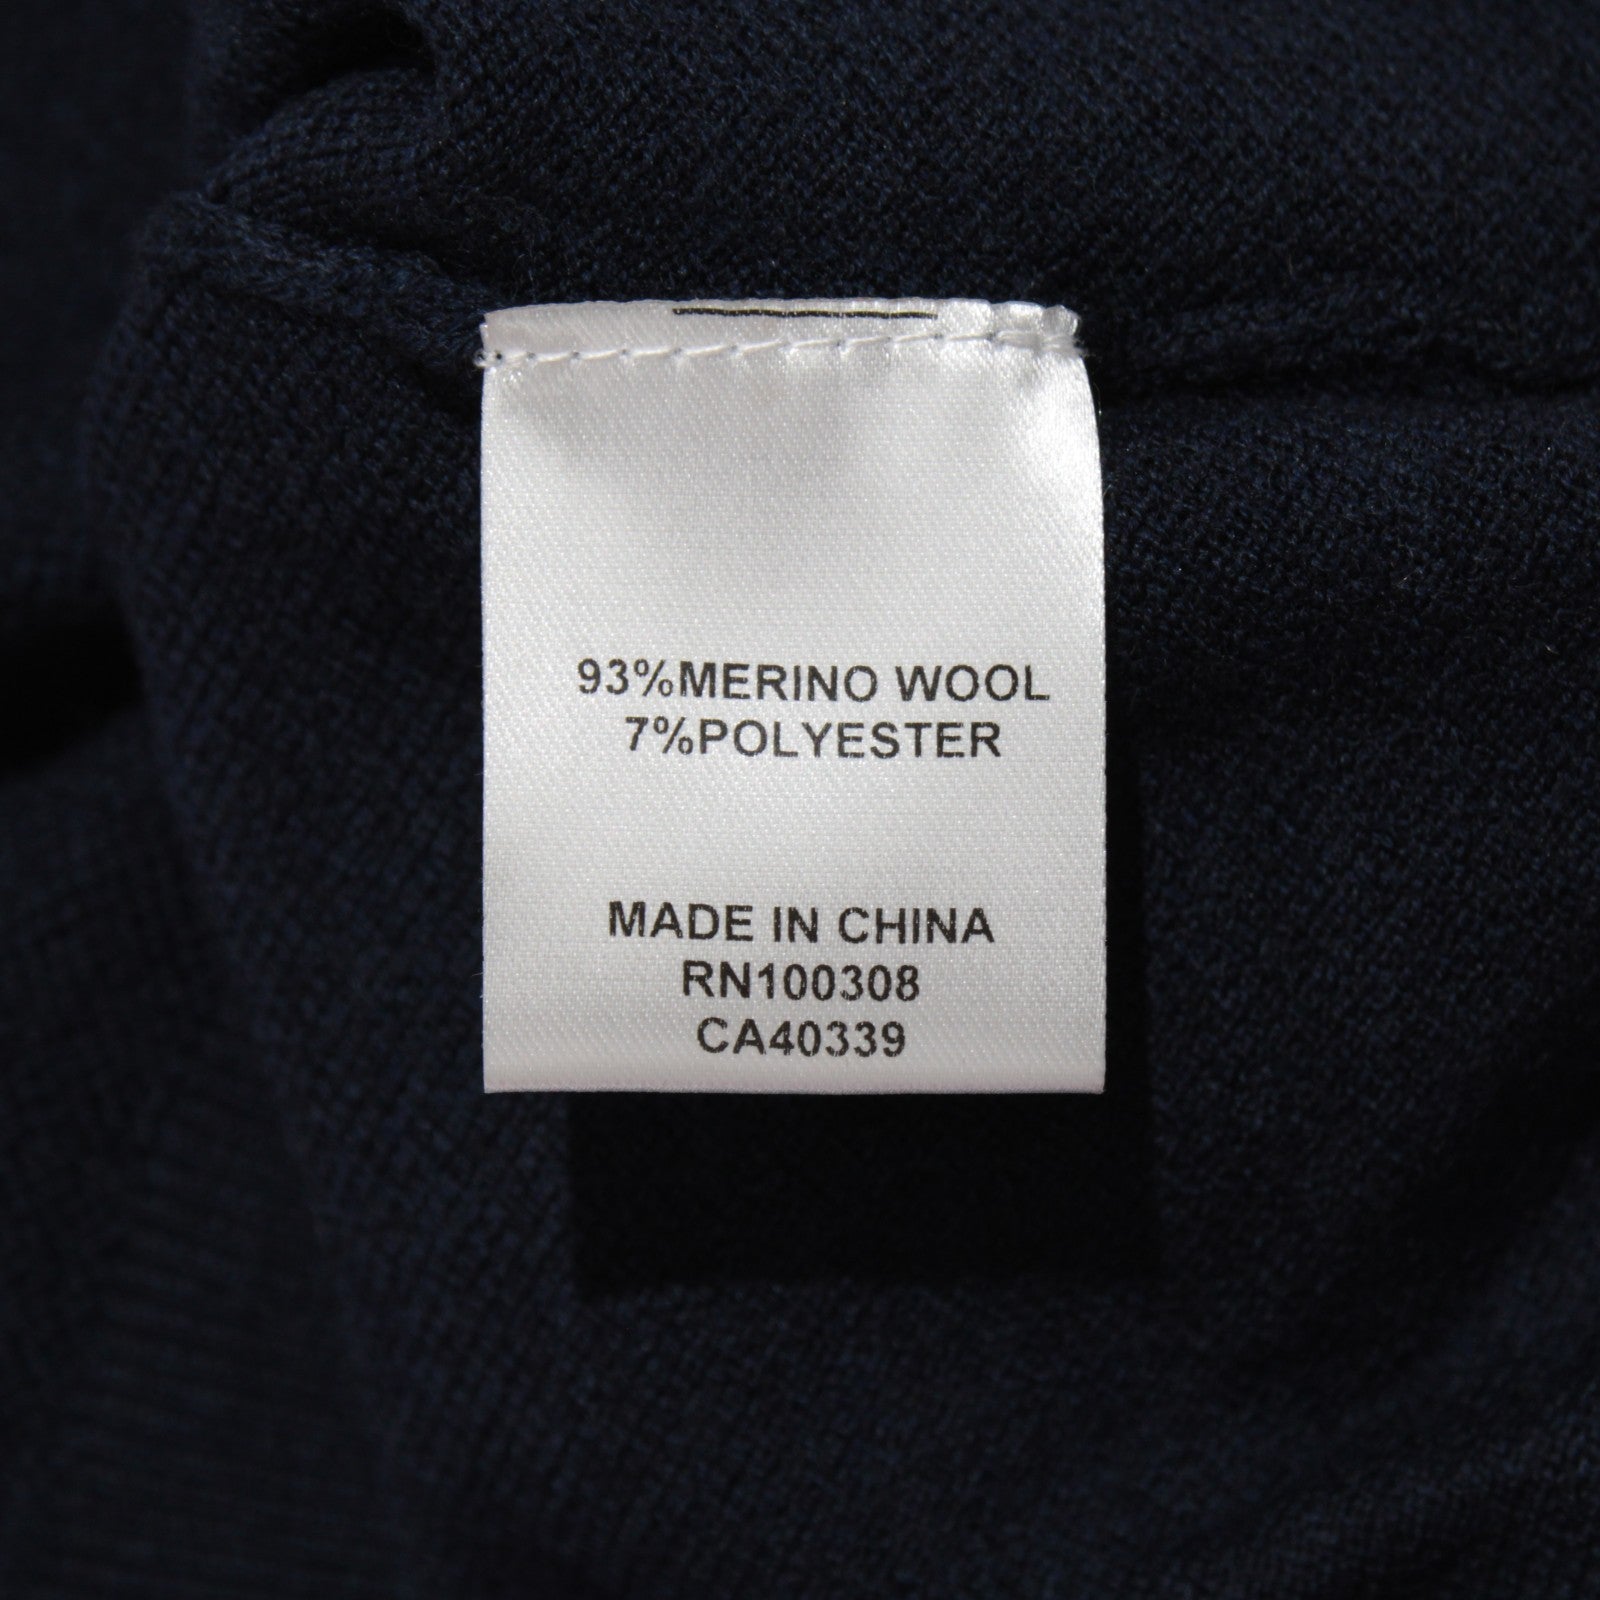 93%MERINO WOOL
7%POLYESTER
MADE IN CHINA
RN100308
CA40339